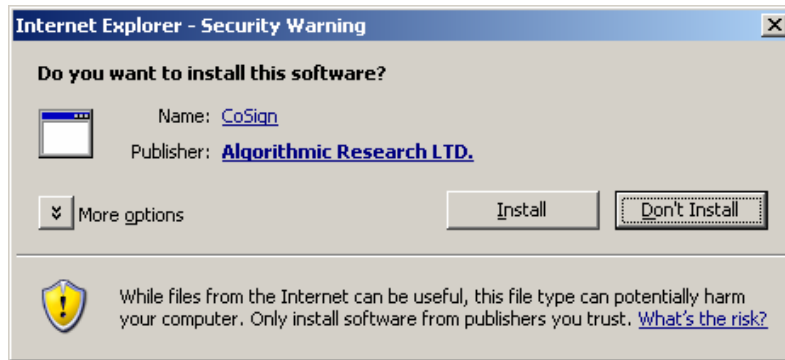 Internet Explorer - Security Warning
Do you want to install this software?
Name: CoSign
Publisher: Algorithmic Research LTD.
More options
Install
Don't Install
While files from the Internet can be useful, this file type can potentially harm
your computer. Only install software from publishers you trust. What's the risk?